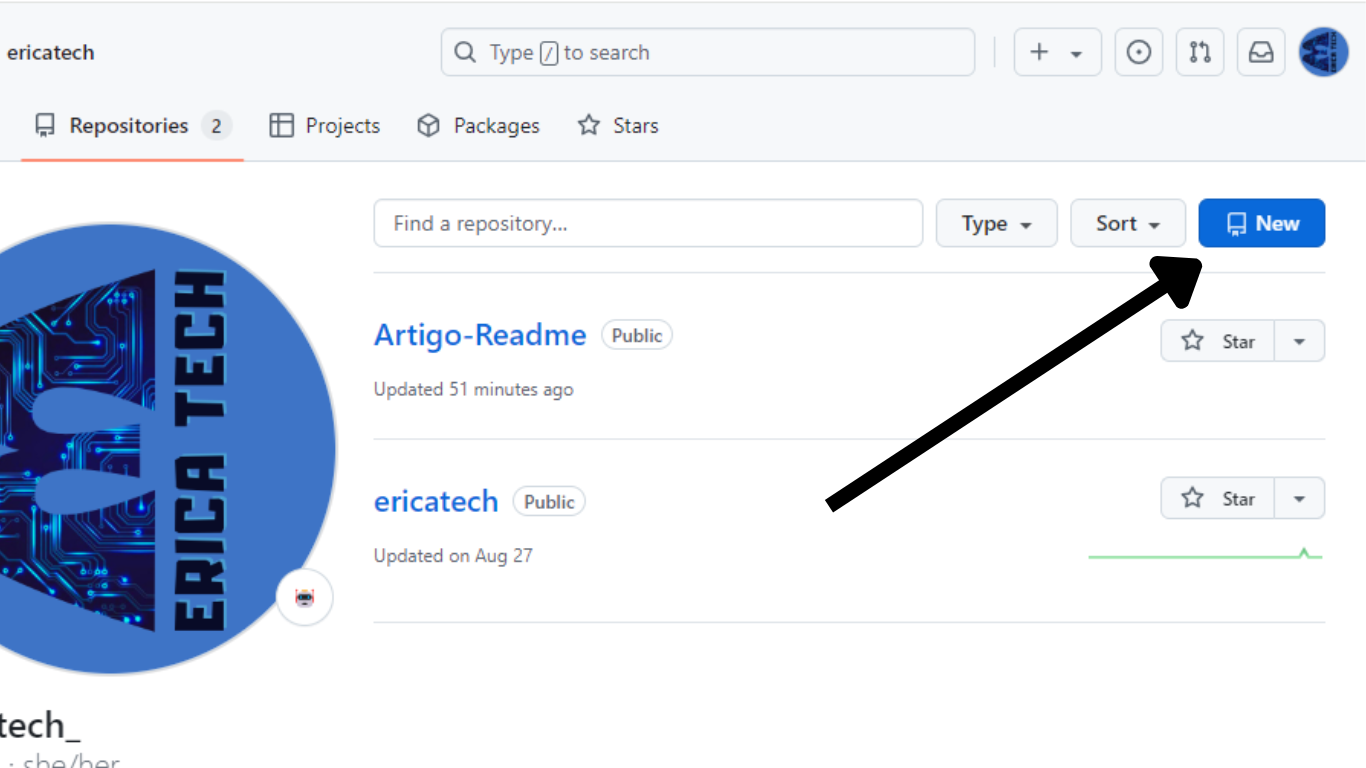 ericatech
Type / to search
Repositories 2 Projects Packages Stars
Find a repository... Type Sort New
Artigo-Readme Public
Star
Updated 51 minutes ago
ericatech Public
Star
Updated on Aug 27
ERICA TECH
tech_
· she/her